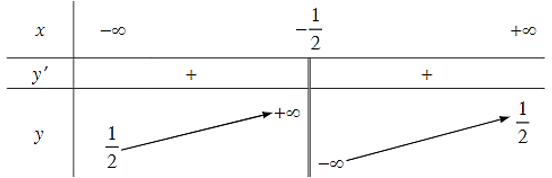 x −∞ −1/2 +∞
y′ + +
y 1/2 +∞ −∞ 1/2